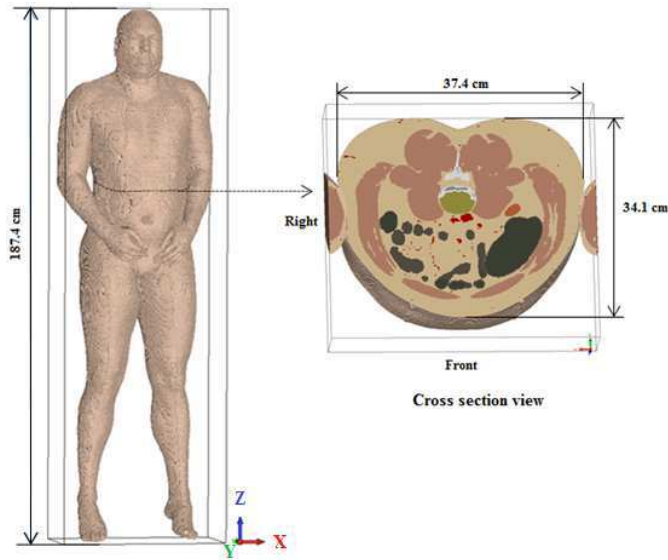 187.4 cm
37.4 cm
34.1 cm
Right
Front
Cross section view
Z
Y
X